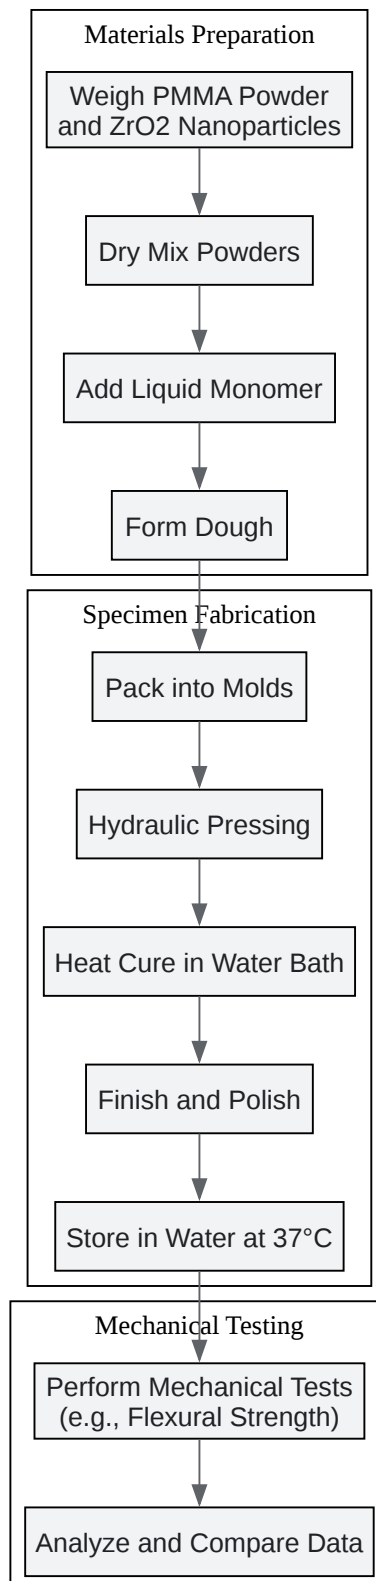 Materials Preparation
Weigh PMMA Powder
and ZrO2 Nanoparticles
Dry Mix Powders
Add Liquid Monomer
Form Dough
Specimen Fabrication
Pack into Molds
Hydraulic Pressing
Heat Cure in Water Bath
Finish and Polish
Store in Water at 37°C
Mechanical Testing
Perform Mechanical Tests
(e.g., Flexural Strength)
Analyze and Compare Data